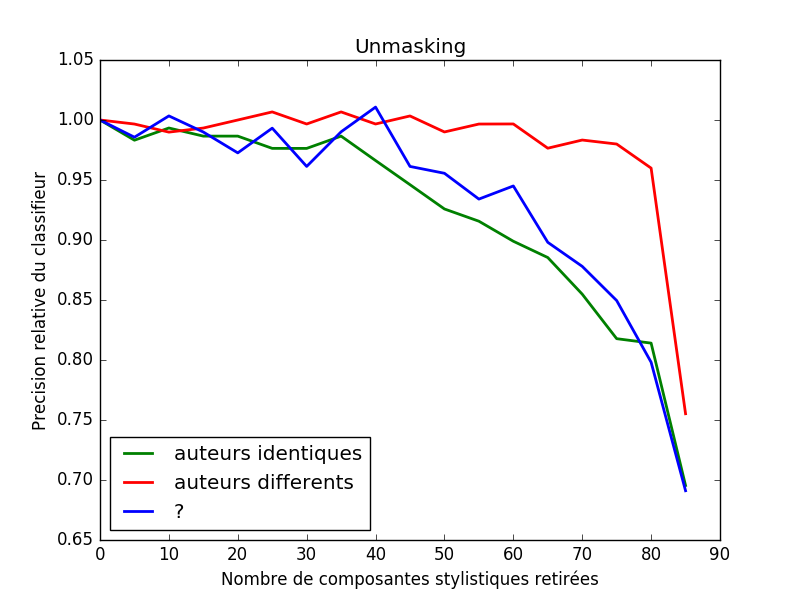 Unmasking
Precision relative du classifieur
1.05
1.00
0.95
0.90
0.85
0.80
0.75
0.70
0.65
auteurs identiques
auteurs differents
?
0 10 20 30 40 50 60 70 80 90
Nombre de composantes stylistiques retirées